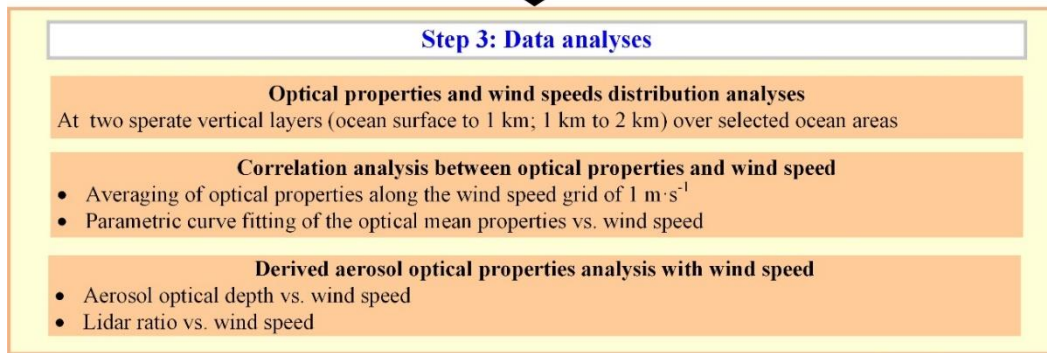 Step 3: Data analyses
Optical properties and wind speeds distribution analyses
At two sperate vertical layers (ocean surface to 1 km; 1 km to 2 km) over selected ocean areas
Correlation analysis between optical properties and wind speed
• Averaging of optical properties along the wind speed grid of 1 m·s⁻¹
• Parametric curve fitting of the optical mean properties vs. wind speed
Derived aerosol optical properties analysis with wind speed
• Aerosol optical depth vs. wind speed
• Lidar ratio vs. wind speed